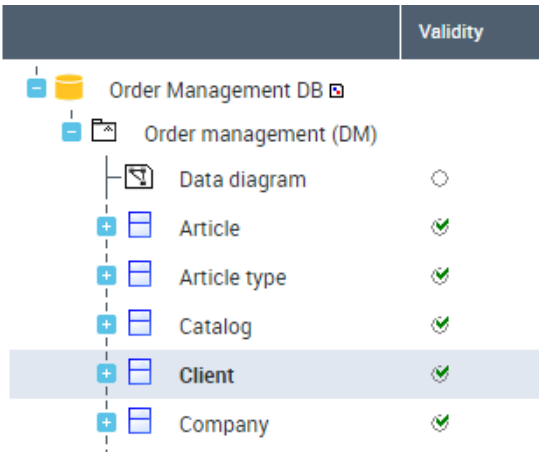 Validity
Order Management DB
Order management (DM)
Data diagram
Article
Article type
Catalog
Client
Company